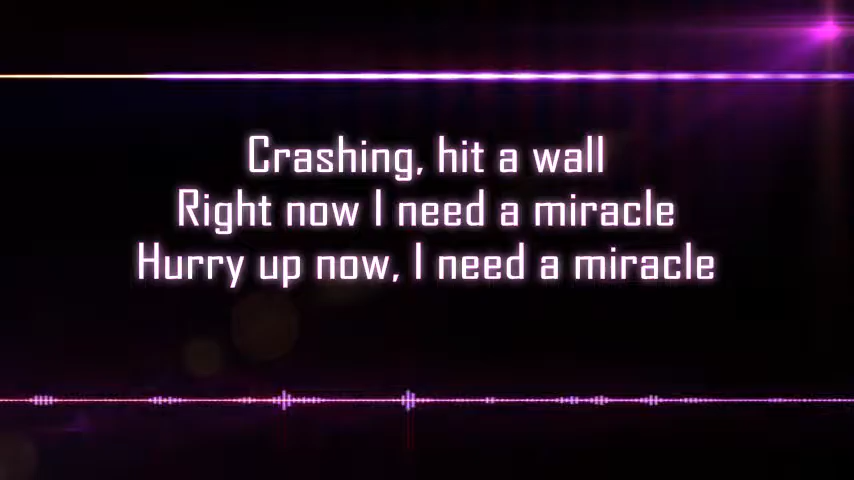 Crashing, hit a wall
Right now I need a miracle
Hurry up now, I need a miracle